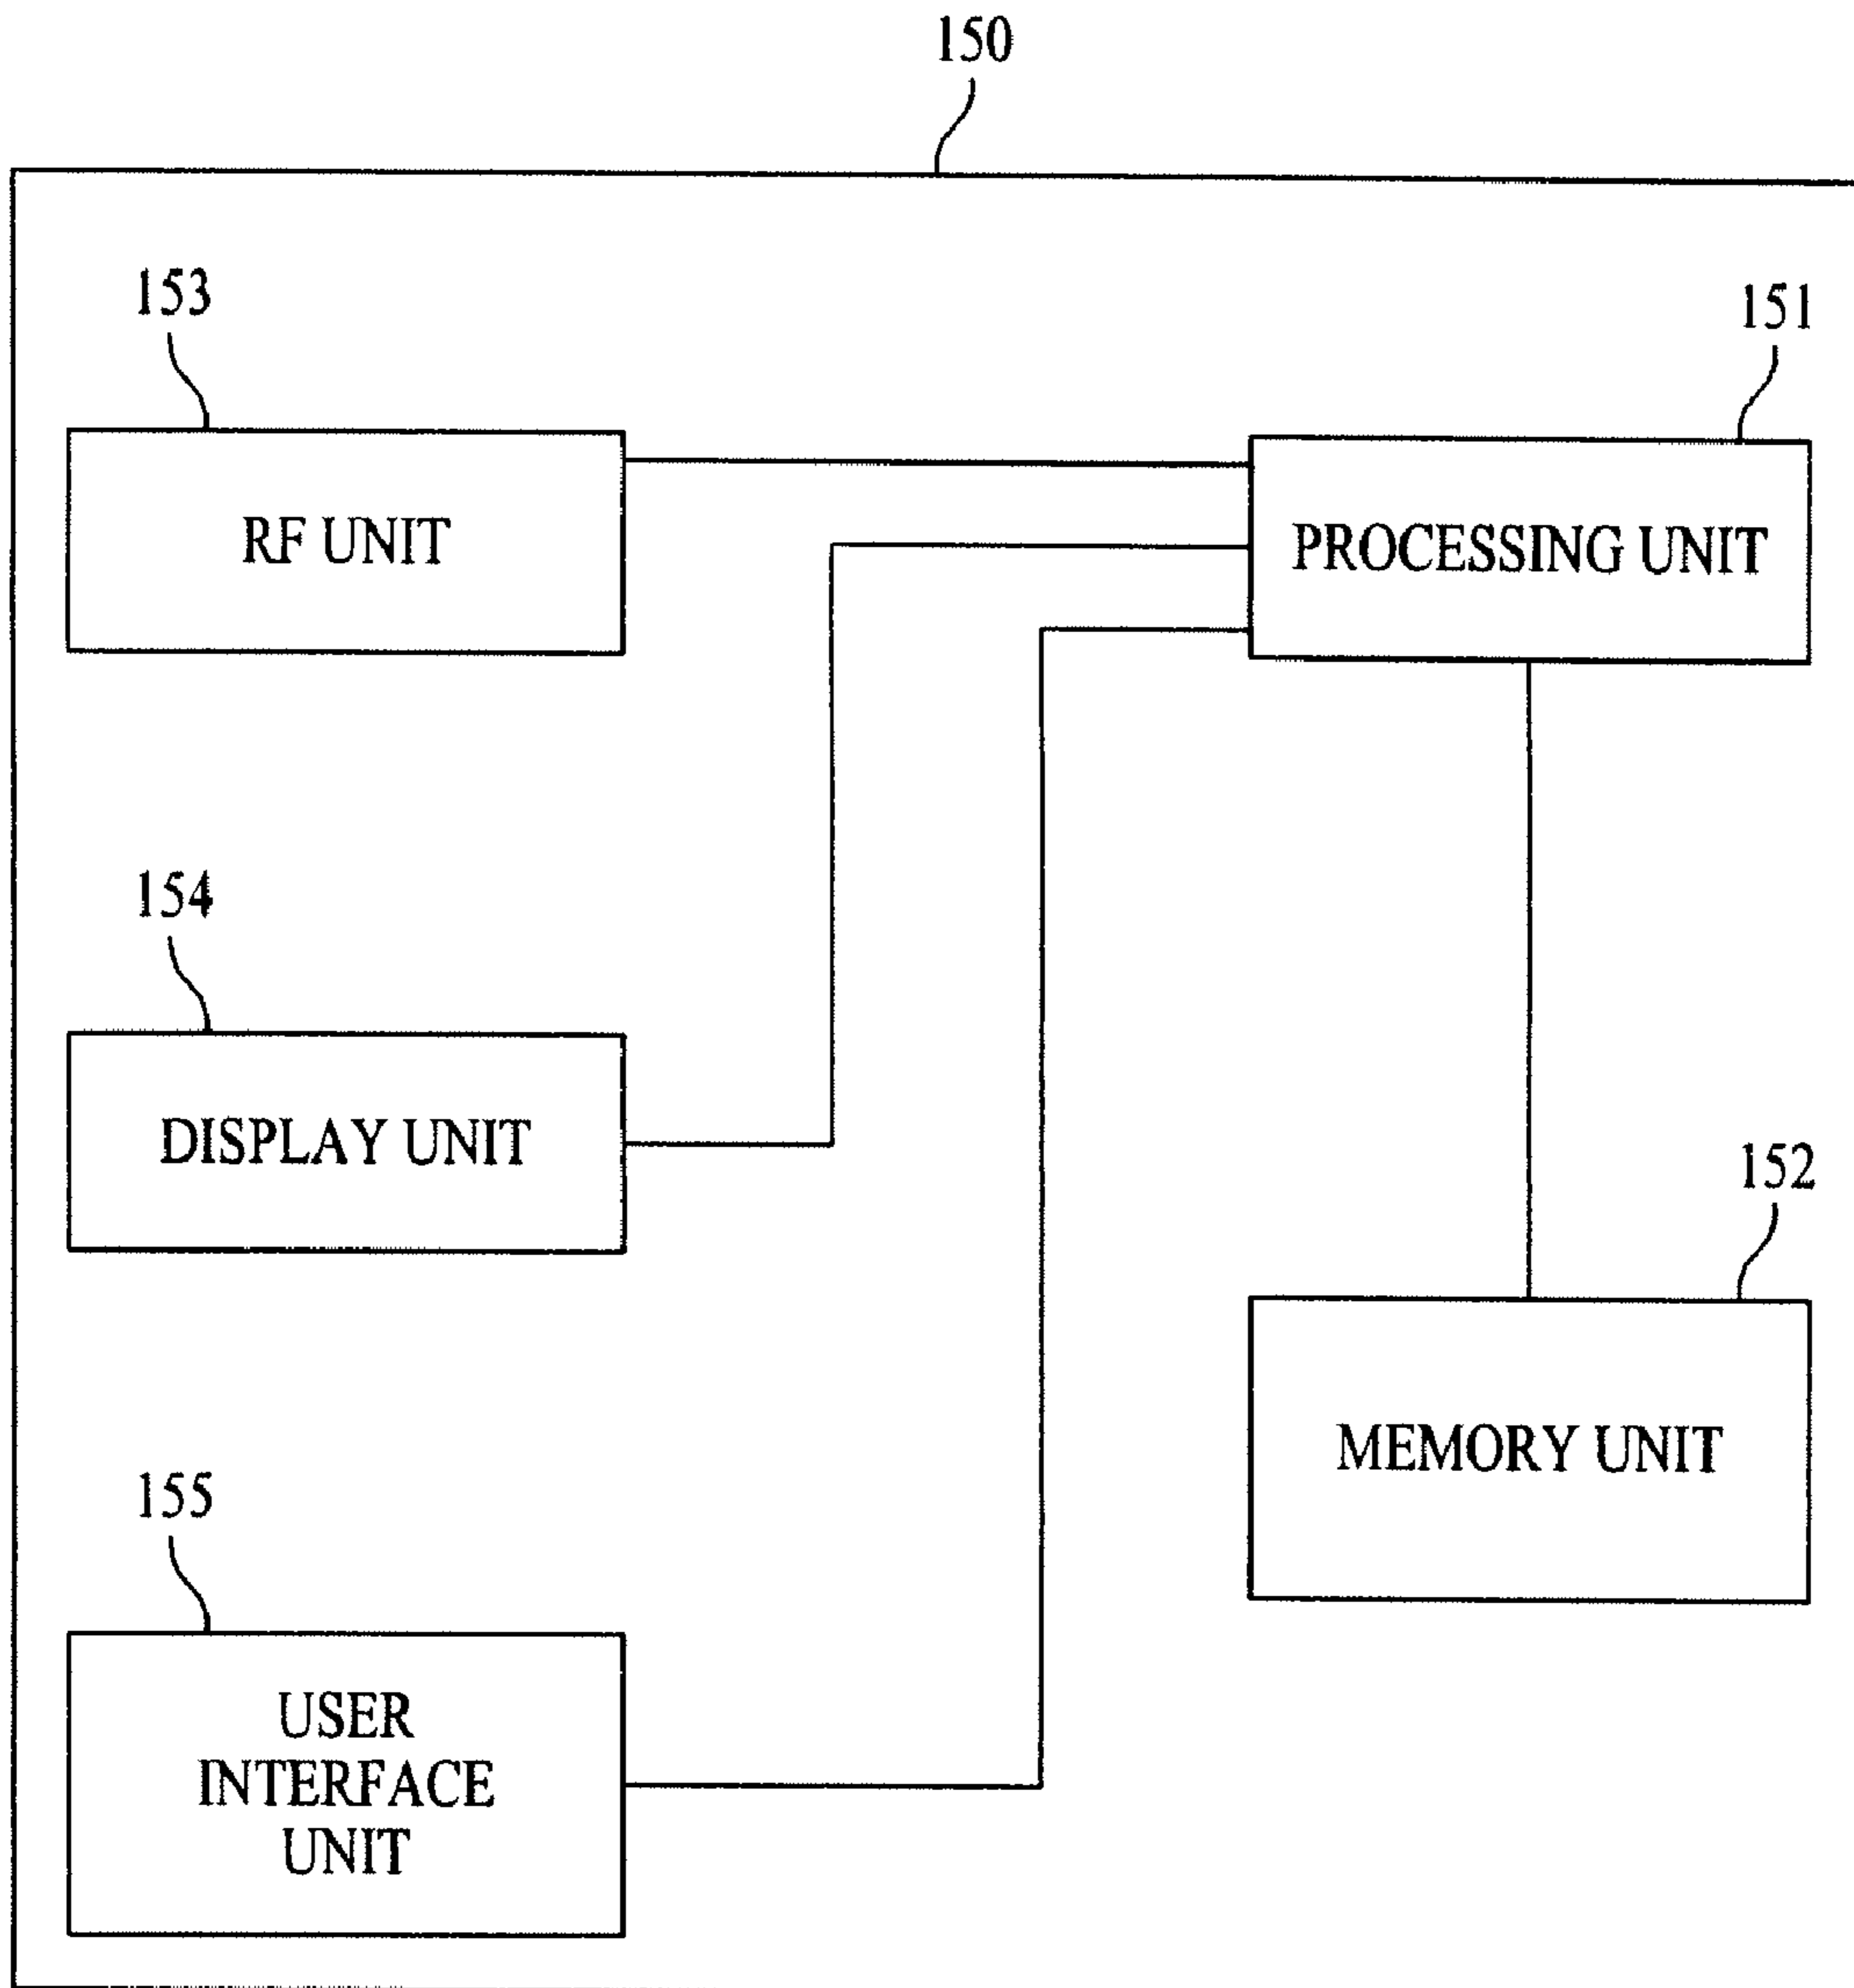 150
153
151
RF UNIT
PROCESSING UNIT
154
DISPLAY UNIT
152
MEMORY UNIT
155
USER
INTERFACE
UNIT